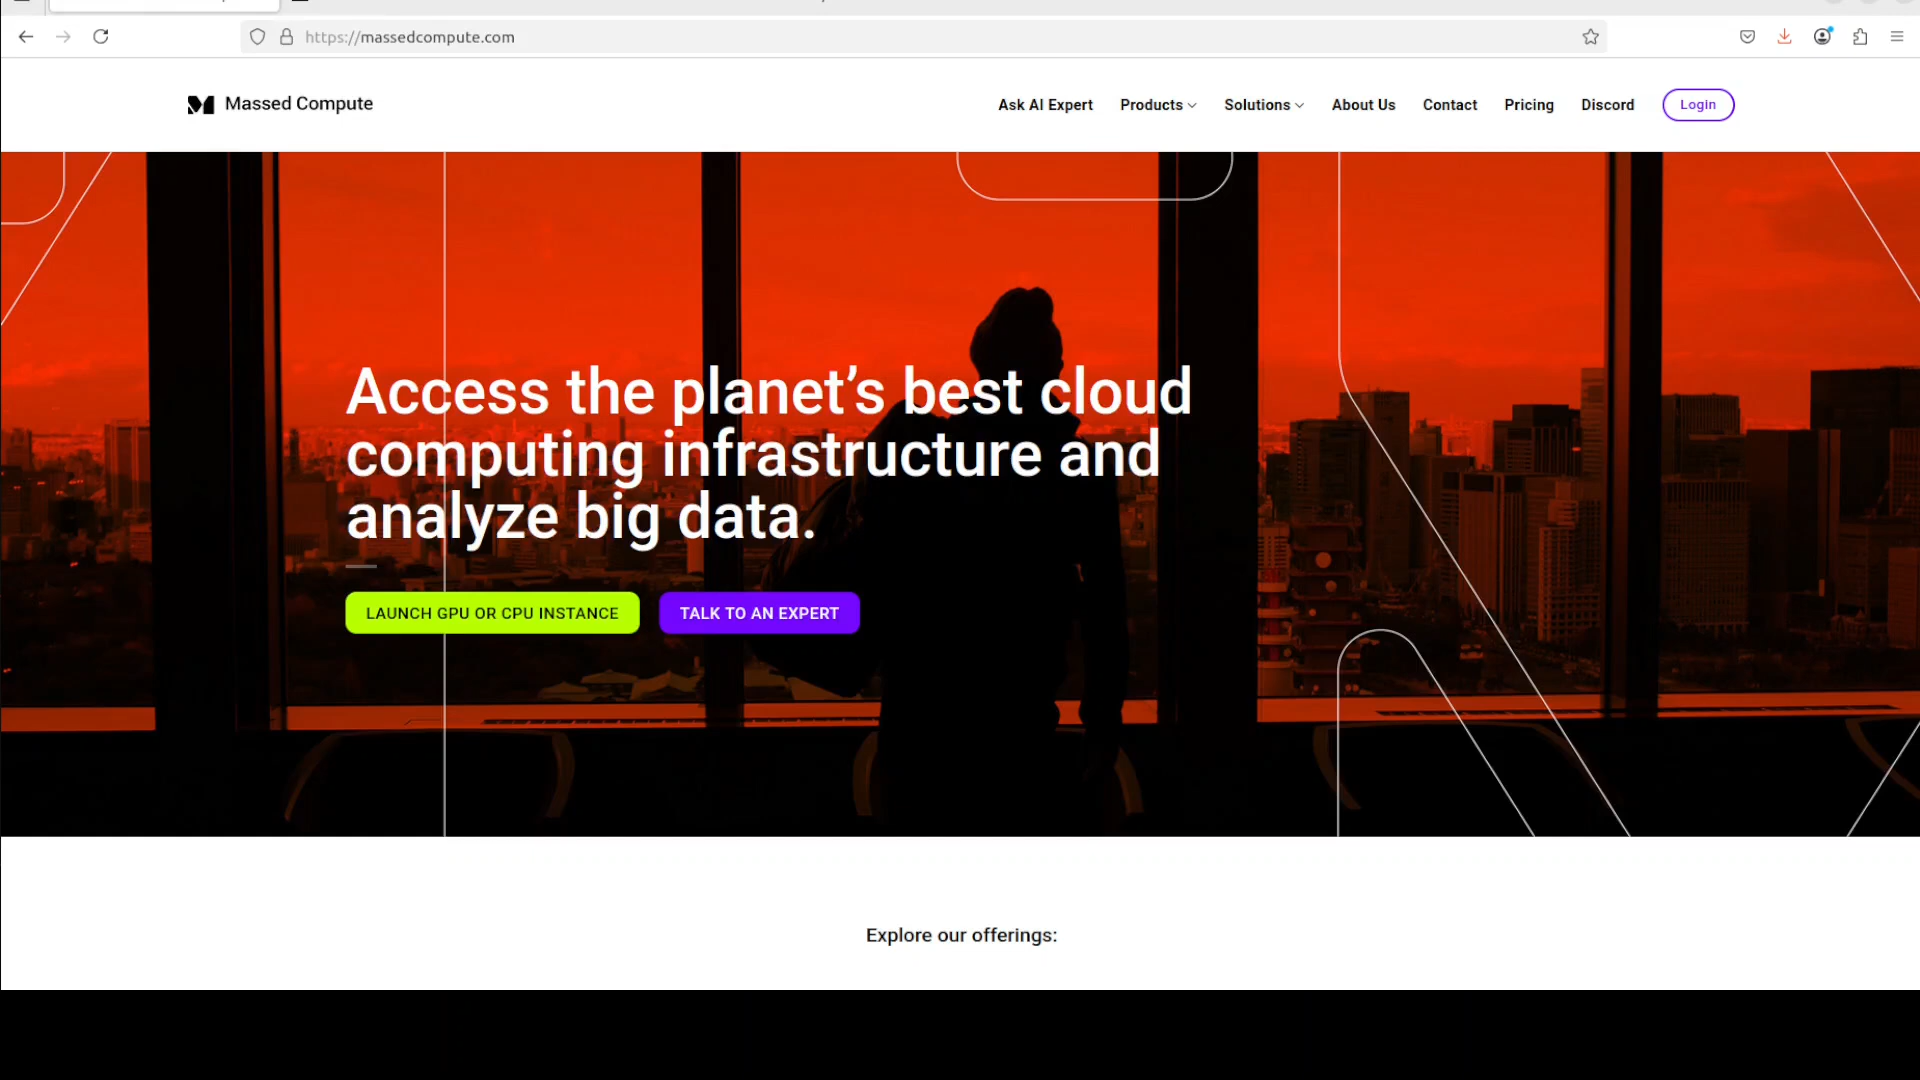 https://massedcompute.com
Massed Compute
Ask AI Expert
Products
Solutions
About Us
Contact
Pricing
Discord
Login
Access the planet’s best cloud
computing infrastructure and
analyze big data.
LAUNCH GPU OR CPU INSTANCE
TALK TO AN EXPERT
Explore our offerings: